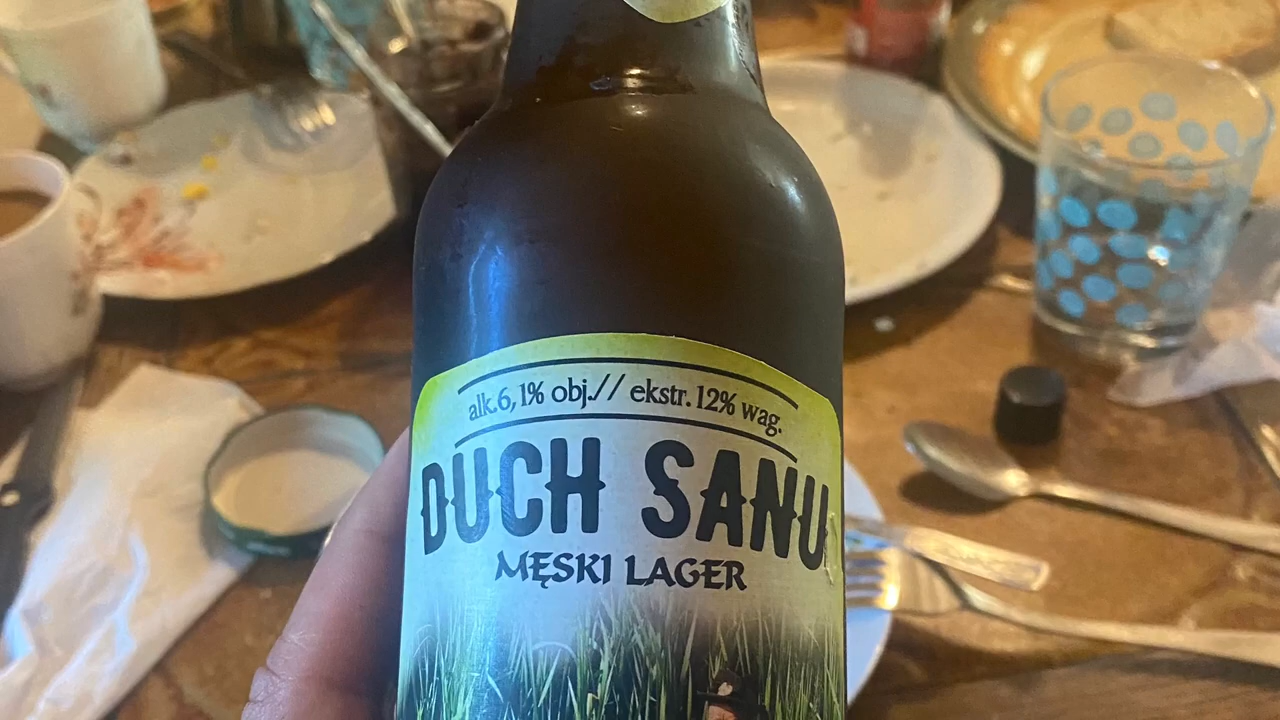 alk.6,1% obj.// ekstr.12% wag.
DUCH SANU
MĘSKI LAGER